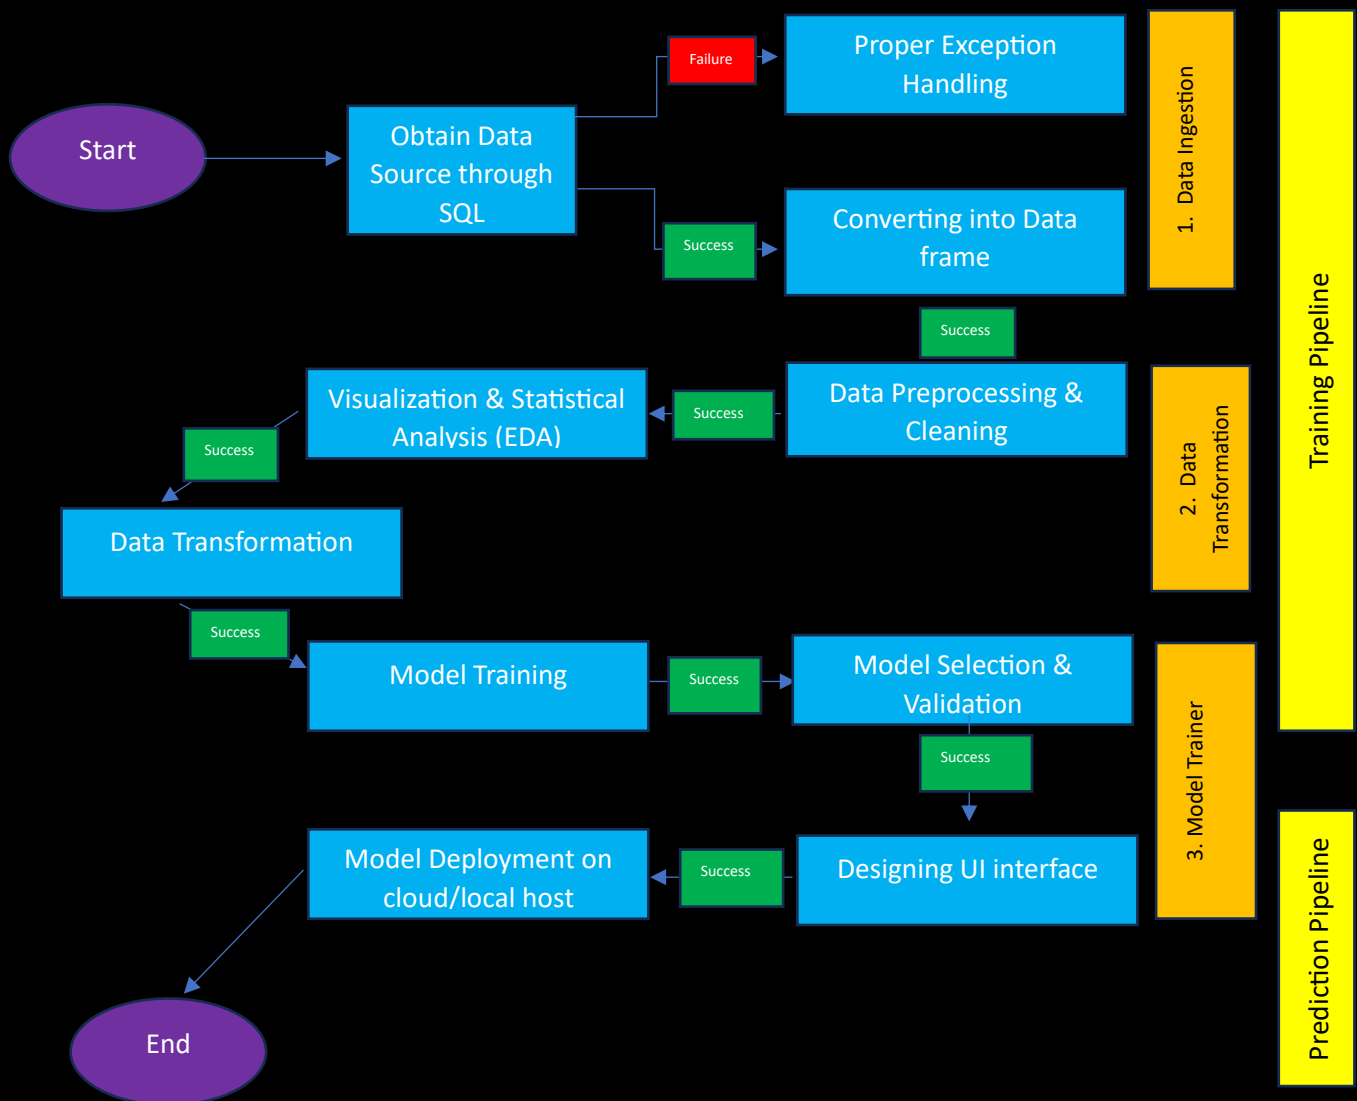 Start
Obtain Data
Source through
SQL
Failure
Proper Exception
Handling
Success
Converting into Data
frame
1. Data Ingestion
Success
Data Preprocessing &
Cleaning
Success
Visualization & Statistical
Analysis (EDA)
Success
Data Transformation
2. Data
Transformation
Training Pipeline
Success
Model Training
Success
Model Selection &
Validation
Success
Designing UI interface
Success
Model Deployment on
cloud/local host
3. Model Trainer
Prediction Pipeline
End